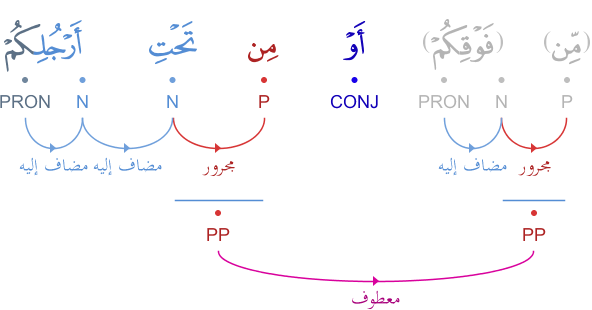 (مِّن) (فَوْقِكُمْ) أَوْ مِن تَحْتِ أَرْجُلِكُمْ
P N PRON CONJ P N N PRON
مجرور مضاف إليه مجرور مضاف إليه مضاف إليه
PP PP
معطوف